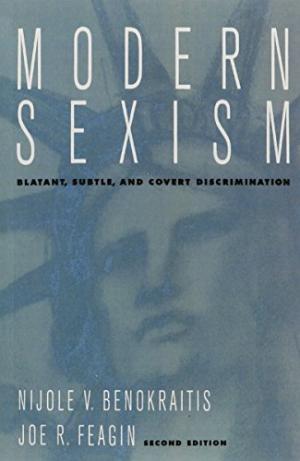 MODERN
SEXISM
BLATANT, SUBTLE, AND COVERT DISCRIMINATION
NIJOLE V. BENOKRAITIS
JOE R. FEAGIN SECOND EDITION